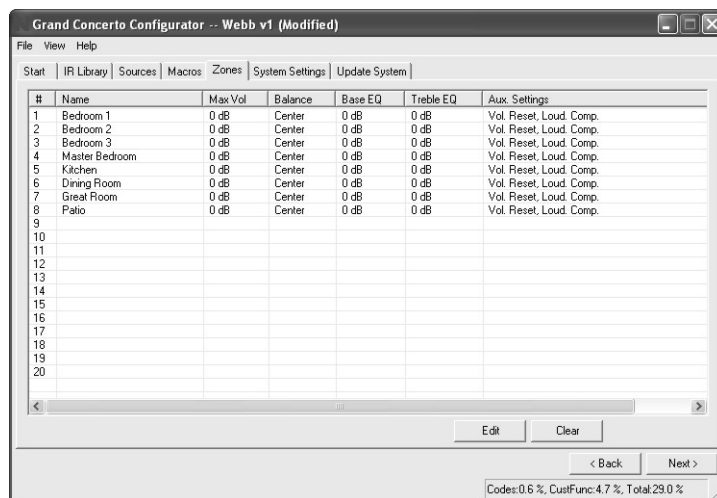 Grand Concerto Configurator -- Webb v1 (Modified)
File View Help
Start IR Library Sources Macros Zones System Settings Update System
# Name Max Vol Balance Base EQ Treble EQ Aux. Settings
1 Bedroom 1 0 dB Center 0 dB 0 dB Vol. Reset, Loud. Comp.
2 Bedroom 2 0 dB Center 0 dB 0 dB Vol. Reset, Loud. Comp.
3 Bedroom 3 0 dB Center 0 dB 0 dB Vol. Reset, Loud. Comp.
4 Master Bedroom 0 dB Center 0 dB 0 dB Vol. Reset, Loud. Comp.
5 Kitchen 0 dB Center 0 dB 0 dB Vol. Reset, Loud. Comp.
6 Dining Room 0 dB Center 0 dB 0 dB Vol. Reset, Loud. Comp.
7 Great Room 0 dB Center 0 dB 0 dB Vol. Reset, Loud. Comp.
8 Patio 0 dB Center 0 dB 0 dB Vol. Reset, Loud. Comp.
9
10
11
12
13
14
15
16
17
18
19
20
Edit Clear
< Back Next >
Codes:0.6 %, CustFunc:4.7 %, Total:29.0 %